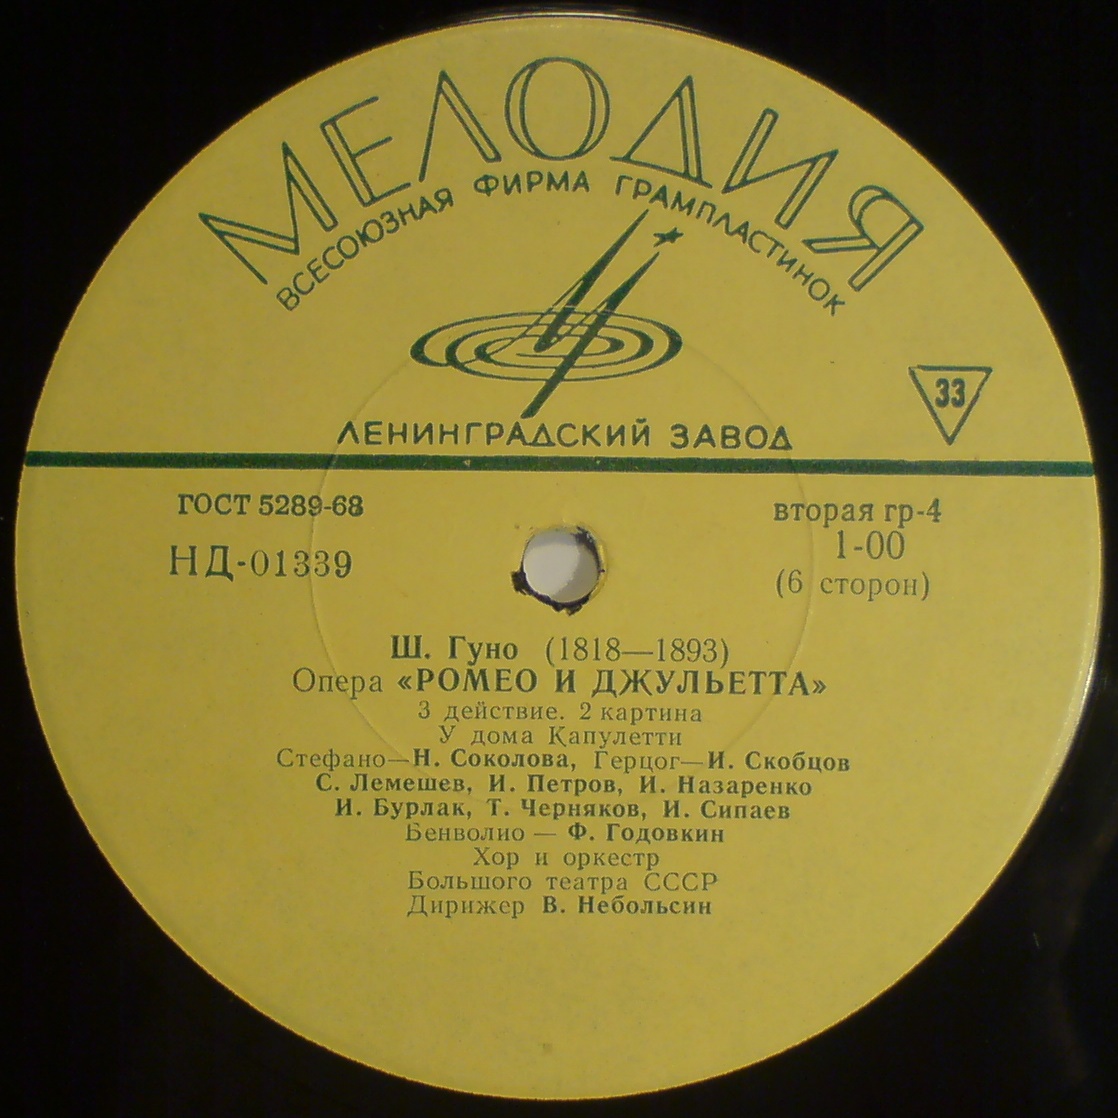 МЕЛОДИЯ
ВСЕСОЮЗНАЯ ФИРМА ГРАМПЛАСТИНОК
33
ЛЕНИНГРАДСКИЙ ЗАВОД
ГОСТ 5289-68
вторая гр-4
НД-01339
1-00
(6 сторон)
Ш. Гуно (1818—1893)
Опера «РОМЕО И ДЖУЛЬЕТТА»
3 действие. 2 картина
У дома Капулетти
Стефано—Н. Соколова, Герцог—И. Скобцов
С. Лемешев, И. Петров, И. Назаренко
И. Бурлак, Т. Черняков, И. Сипаев
Бенволио — Ф. Годовкин
Хор и оркестр
Большого театра СССР
Дирижер В. Небольсин